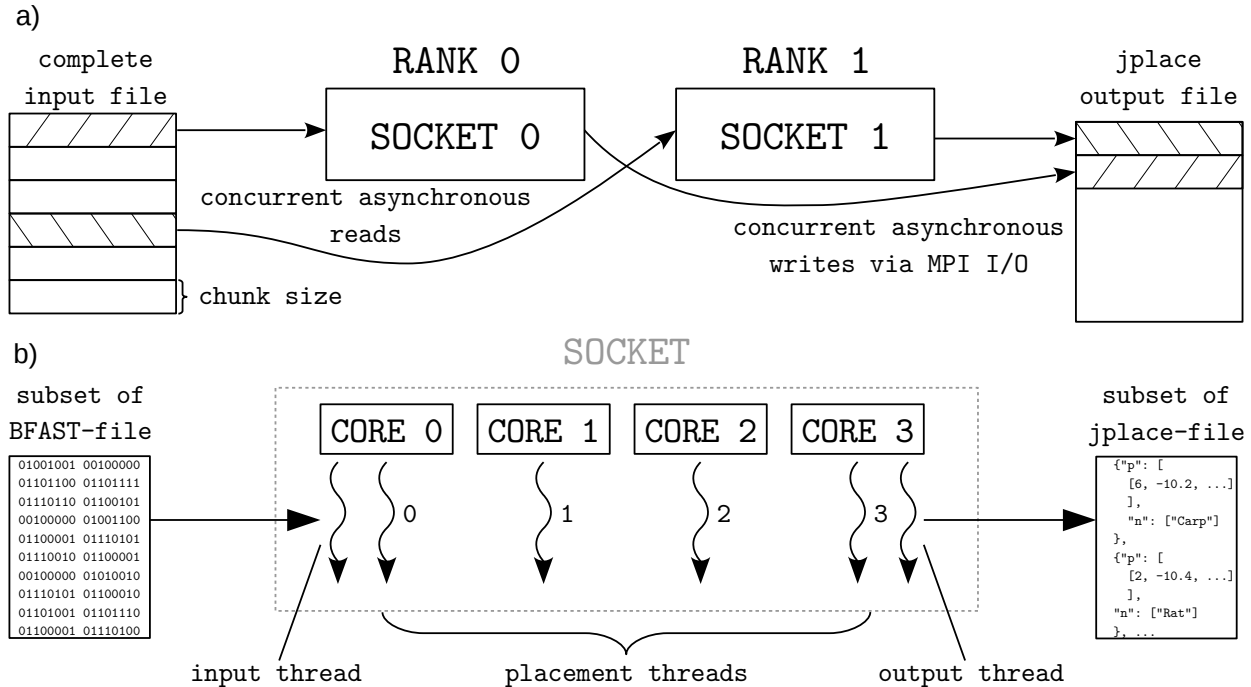 a)
complete
input file
RANK 0
RANK 1
jplace
output file
SOCKET 0
SOCKET 1
concurrent asynchronous
reads
concurrent asynchronous
writes via MPI I/O
chunk size
b)
SOCKET
subset of
BFAST-file
subset of
jplace-file
CORE 0
CORE 1
CORE 2
CORE 3
01001001 00100000
01101100 01101111
01110110 01100101
00100000 01001100
01100001 01110101
01110010 01100001
00100000 01010010
01110101 01100010
01101001 01101110
01100001 01110100
0
1
2
3
{"p": [
[6, -10.2, ...]
],
"n": ["Carp"]
},
{"p": [
[2, -10.4, ...]
],
"n": ["Rat"]
}, ...
input thread
placement threads
output thread